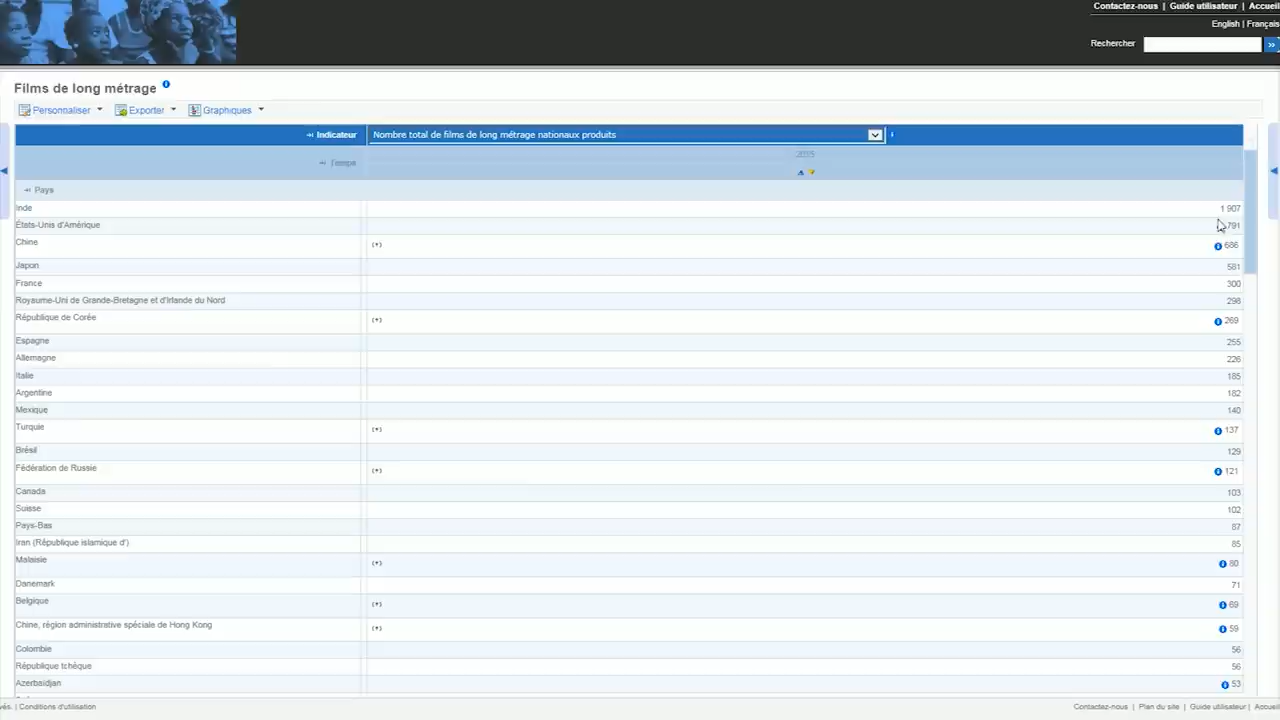 Contactez-nous | Guide utilisateur | Accueil
English | Français
Rechercher »
Films de long métrage
Personnaliser Exporter Graphiques
Indicateur Nombre total de films de long métrage nationaux produits
Temps 2015
Pays
Inde 1 907
États-Unis d'Amérique 791
Chine (+) 686
Japon 581
France 300
Royaume-Uni de Grande-Bretagne et d'Irlande du Nord 298
République de Corée (+) 269
Espagne 255
Allemagne 226
Italie 185
Argentine 182
Mexique 140
Turquie (+) 137
Brésil 129
Fédération de Russie (+) 121
Canada 103
Suisse 102
Pays-Bas 87
Iran (République islamique d') 85
Malaisie (+) 80
Danemark 71
Belgique (+) 69
Chine, région administrative spéciale de Hong Kong (+) 59
Colombie 56
République tchèque 56
Azerbaïdjan 53
| Conditions d'utilisation Contactez-nous | Plan du site | Guide utilisateur | Accueil